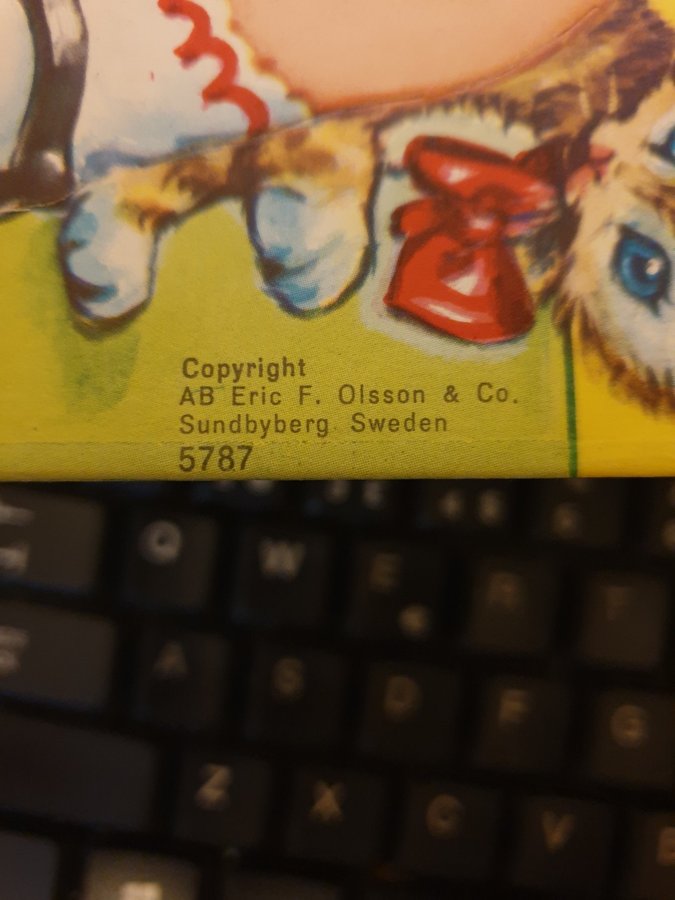 Copyright
AB Eric F. Olsson & Co.
Sundbyberg Sweden
5787
Q W E R T
A S D F G
Z X C V